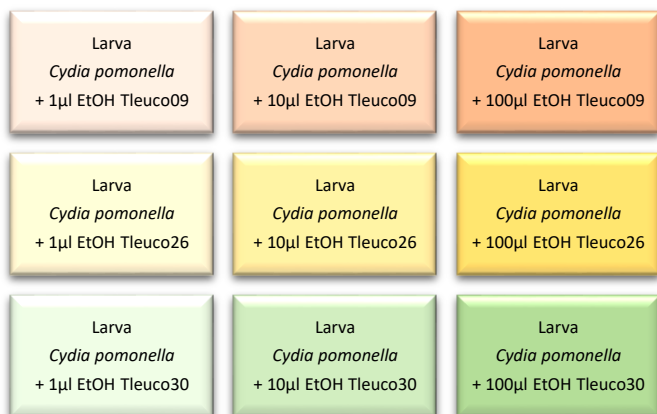 Larva
Cydia pomonella
+ 1µl EtOH Tleuco09
Larva
Cydia pomonella
+ 10µl EtOH Tleuco09
Larva
Cydia pomonella
+ 100µl EtOH Tleuco09
Larva
Cydia pomonella
+ 1µl EtOH Tleuco26
Larva
Cydia pomonella
+ 10µl EtOH Tleuco26
Larva
Cydia pomonella
+ 100µl EtOH Tleuco26
Larva
Cydia pomonella
+ 1µl EtOH Tleuco30
Larva
Cydia pomonella
+ 10µl EtOH Tleuco30
Larva
Cydia pomonella
+ 100µl EtOH Tleuco30